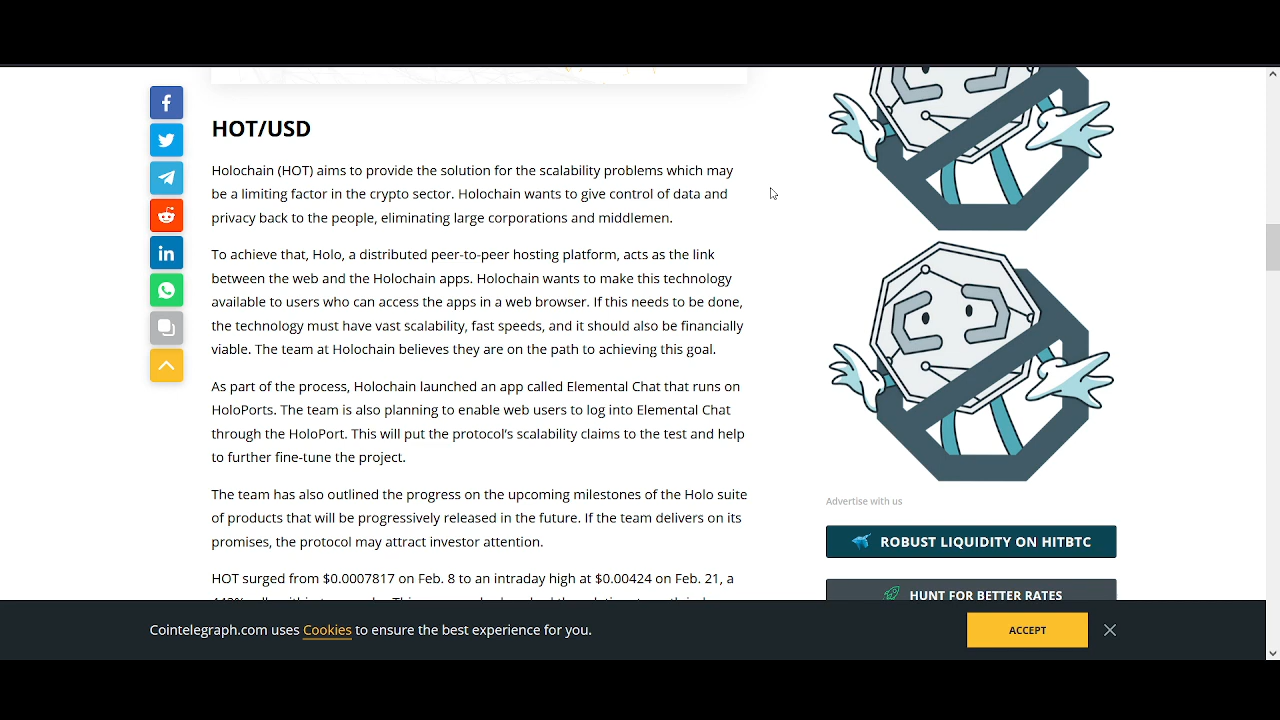 HOT/USD
Holochain (HOT) aims to provide the solution for the scalability problems which may
be a limiting factor in the crypto sector. Holochain wants to give control of data and
privacy back to the people, eliminating large corporations and middlemen.
To achieve that, Holo, a distributed peer-to-peer hosting platform, acts as the link
between the web and the Holochain apps. Holochain wants to make this technology
available to users who can access the apps in a web browser. If this needs to be done,
the technology must have vast scalability, fast speeds, and it should also be financially
viable. The team at Holochain believes they are on the path to achieving this goal.
As part of the process, Holochain launched an app called Elemental Chat that runs on
HoloPorts. The team is also planning to enable web users to log into Elemental Chat
through the HoloPort. This will put the protocol's scalability claims to the test and help
to further fine-tune the project.
The team has also outlined the progress on the upcoming milestones of the Holo suite
of products that will be progressively released in the future. If the team delivers on its
promises, the protocol may attract investor attention.
HOT surged from $0.0007817 on Feb. 8 to an intraday high at $0.00424 on Feb. 21, a
Advertise with us
ROBUST LIQUIDITY ON HITBTC
HUNT FOR BETTER RATES
Cointelegraph.com uses Cookies to ensure the best experience for you.
ACCEPT